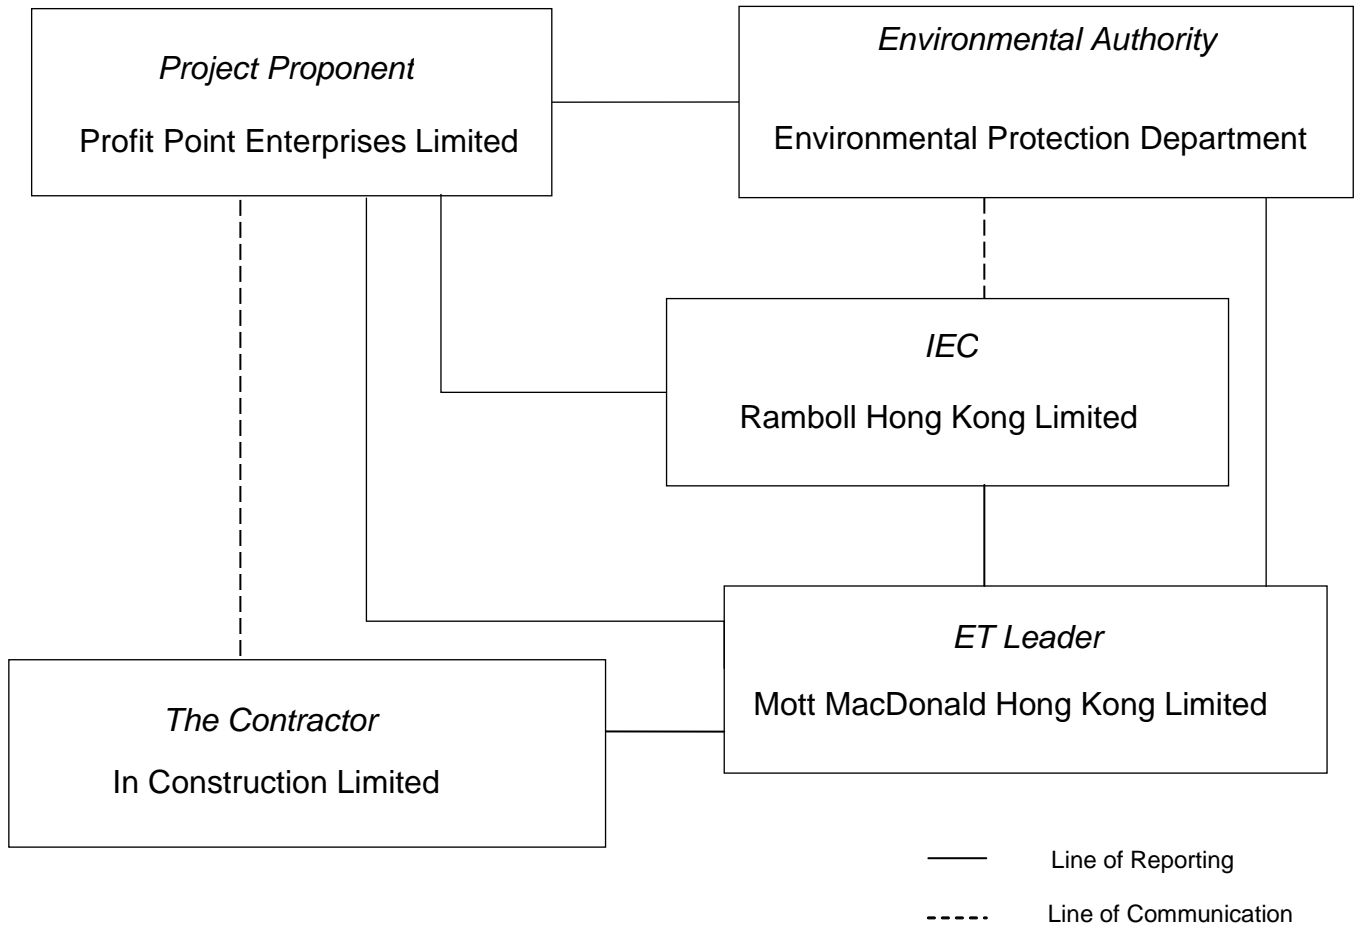 Project Proponent
Profit Point Enterprises Limited
Environmental Authority
Environmental Protection Department
IEC
Ramboll Hong Kong Limited
ET Leader
Mott MacDonald Hong Kong Limited
The Contractor
In Construction Limited
Line of Reporting
Line of Communication